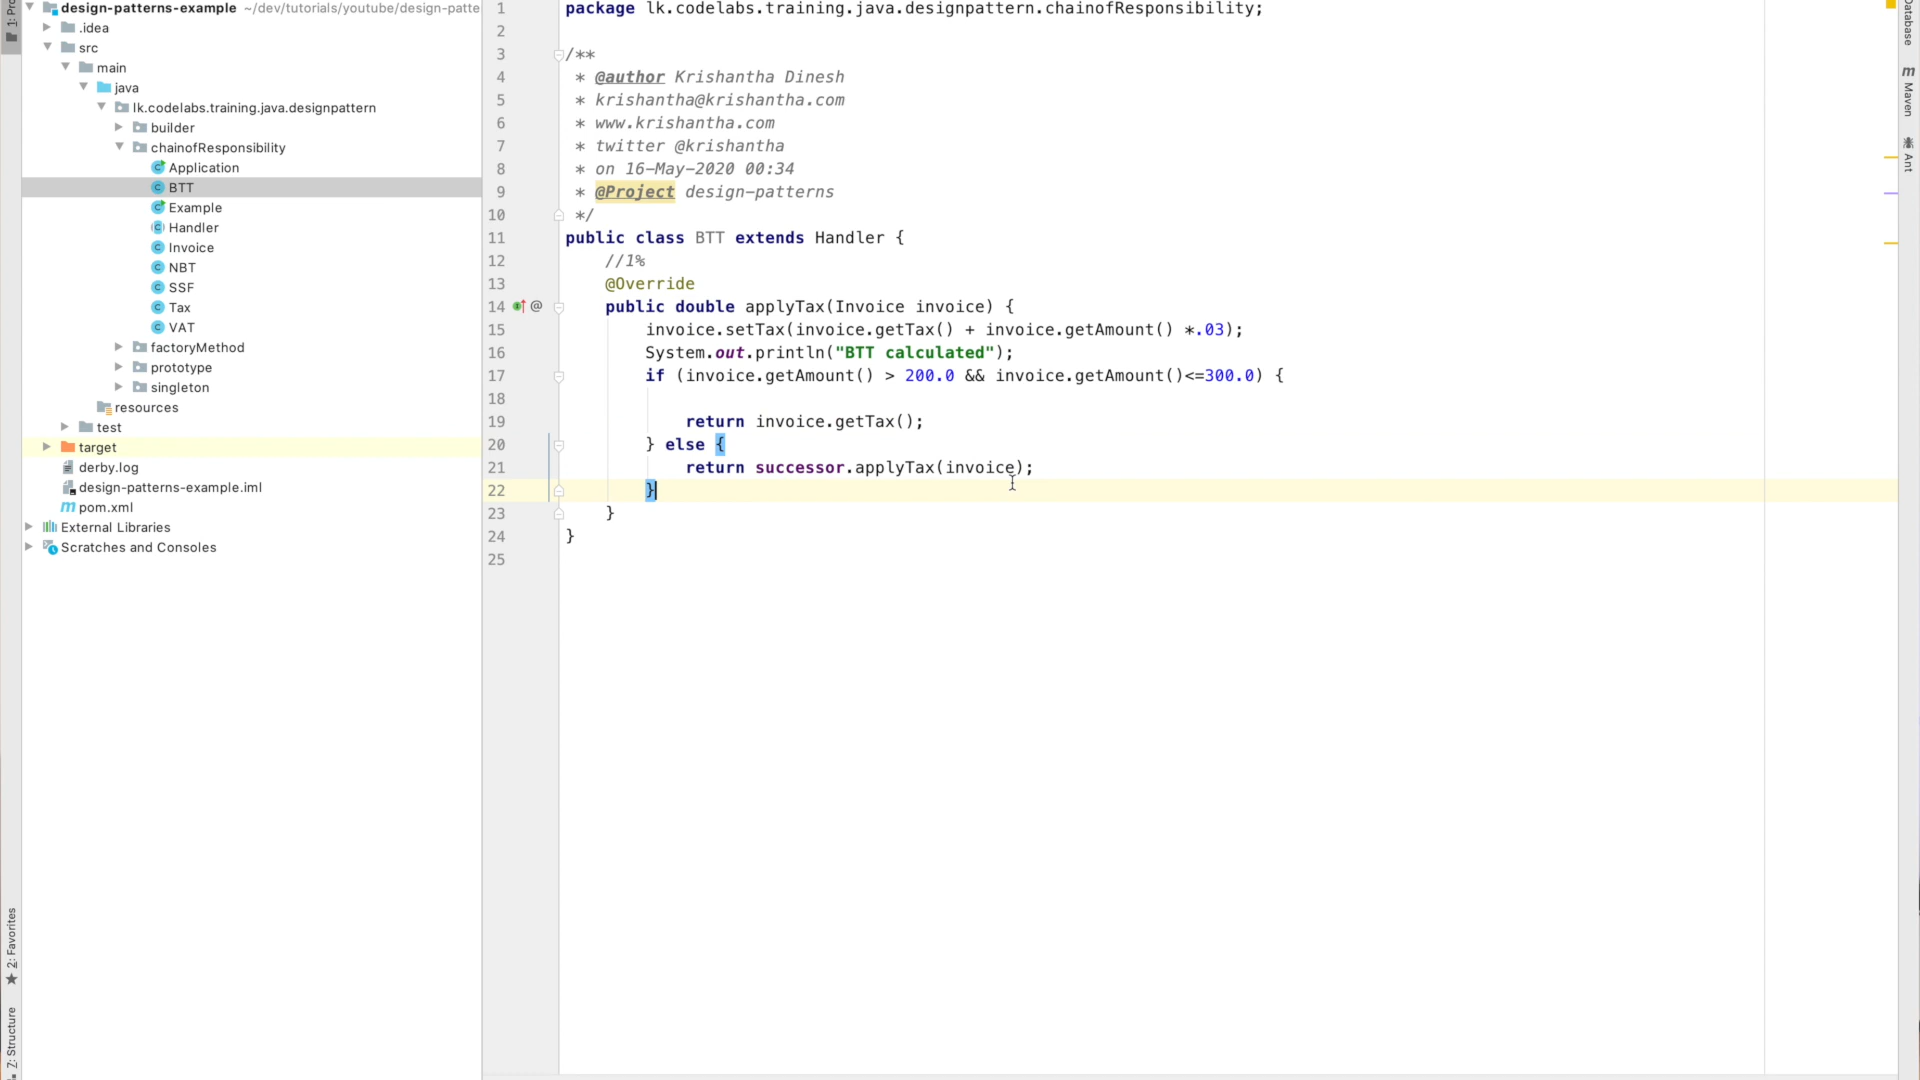 design-patterns-example ~/dev/tutorials/youtube/design-patte
.idea
src
main
java
lk.codelabs.training.java.designpattern
builder
chainofResponsibility
Application
BTT
Example
Handler
Invoice
NBT
SSF
Tax
VAT
factoryMethod
prototype
singleton
resources
test
target
derby.log
design-patterns-example.iml
pom.xml
External Libraries
Scratches and Consoles
1 package lk.codelabs.training.java.designpattern.chainofResponsibility;
2
3 /**
4 * @author Krishantha Dinesh
5 * krishantha@krishantha.com
6 * www.krishantha.com
7 * twitter @krishantha
8 * on 16-May-2020 00:34
9 * @Project design-patterns
10 */
11 public class BTT extends Handler {
12 //1%
13 @Override
14 @ public double applyTax(Invoice invoice) {
15 invoice.setTax(invoice.getTax() + invoice.getAmount() *.03);
16 System.out.println("BTT calculated");
17 if (invoice.getAmount() > 200.0 && invoice.getAmount()<=300.0) {
18
19 return invoice.getTax();
20 } else {
21 return successor.applyTax(invoice);
22 }
23 }
24 }
25
2: Favorites
Z: Structure
Database
Maven
Ant